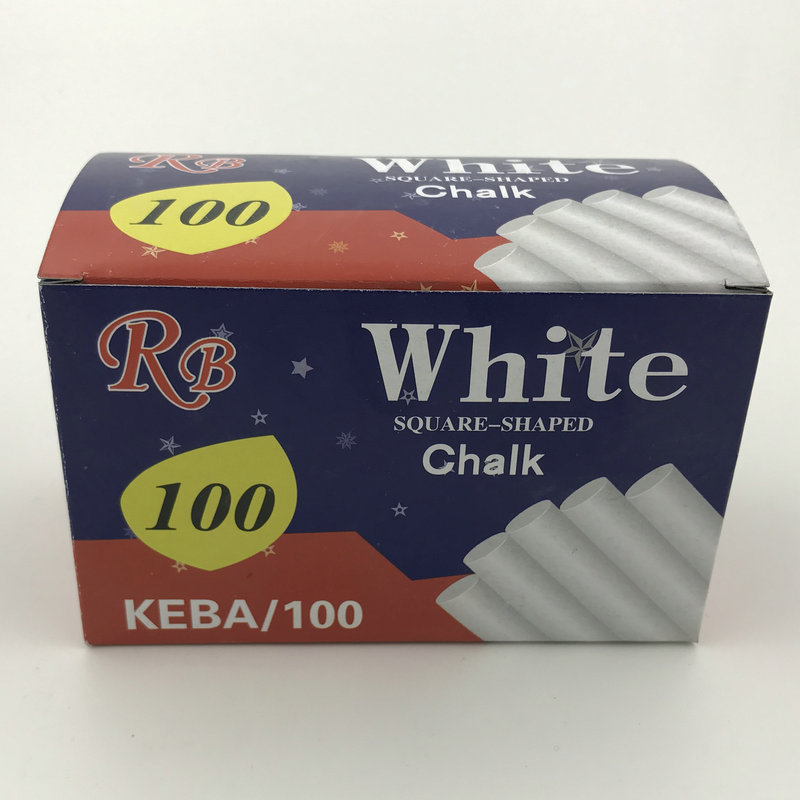 RB
White
SQUARE-SHAPED
Chalk
100
RB
White
SQUARE-SHAPED
Chalk
100
KEBA/100